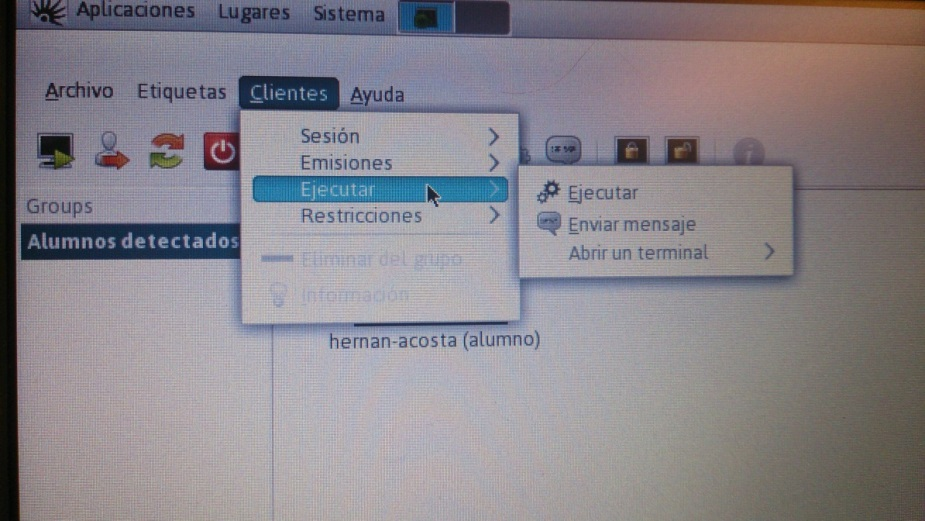 Aplicaciones Lugares Sistema
Archivo Etiquetas Clientes Ayuda
Sesión
Emisiones
Ejecutar
Restricciones
Eliminar del grupo
Información
Ejecutar
Enviar mensaje
Abrir un terminal
Groups
Alumnos detectados
hernan-acosta (alumno)